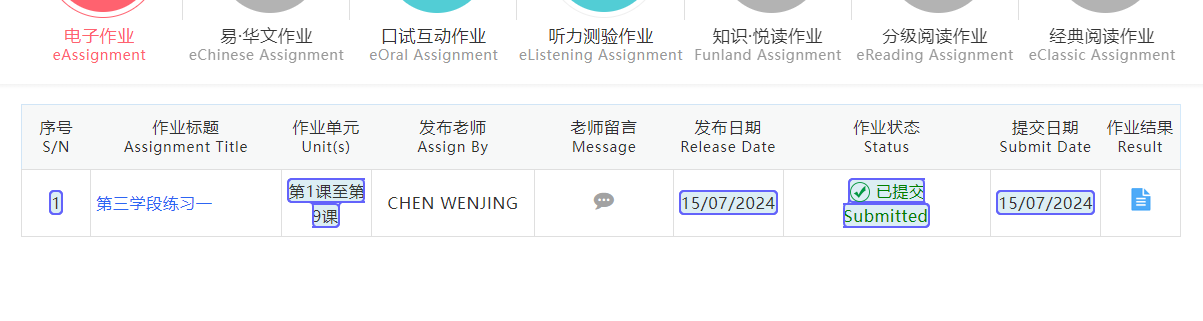 电子作业 易·华文作业 口试互动作业 听力测验作业 知识·悦读作业 分级阅读作业 经典阅读作业
eAssignment eChinese Assignment eOral Assignment eListening Assignment Funland Assignment eReading Assignment eClassic Assignment
序号 作业标题 作业单元 发布老师 老师留言 发布日期 作业状态 提交日期 作业结果
S/N Assignment Title Unit(s) Assign By Message Release Date Status Submit Date Result
1 第三学段练习一 第1课至第 CHEN WENJING 15/07/2024 已提交 15/07/2024
9课 Submitted